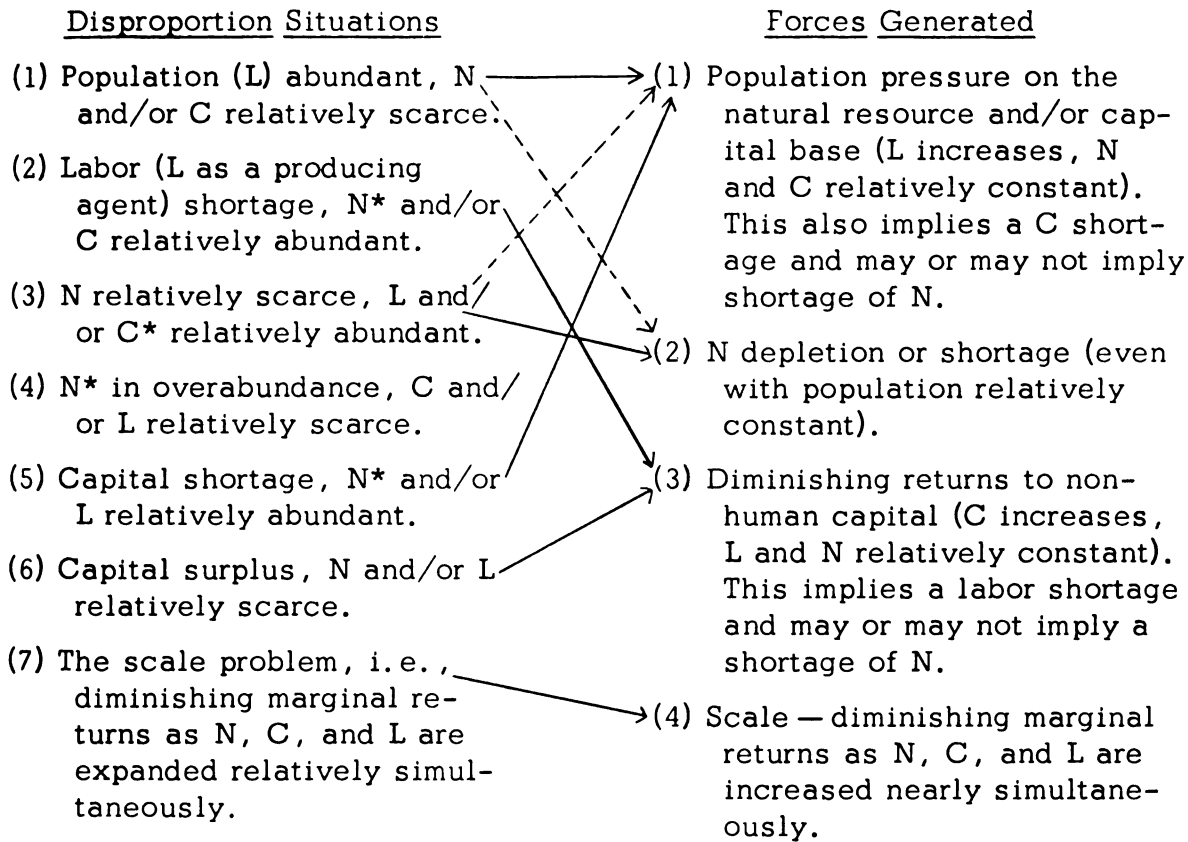 Disproportion Situations
(1) Population (L) abundant, N
and/or C relatively scarce.
(2) Labor (L as a producing
agent) shortage, N* and/or
C relatively abundant.
(3) N relatively scarce, L and/
or C* relatively abundant.
(4) N* in overabundance, C and/
or L relatively scarce.
(5) Capital shortage, N* and/or
L relatively abundant.
(6) Capital surplus, N and/or L
relatively scarce.
(7) The scale problem, i.e.,
diminishing marginal re-
turns as N, C, and L are
expanded relatively simul-
taneously.
Forces Generated
(1) Population pressure on the
natural resource and/or cap-
ital base (L increases, N
and C relatively constant).
This also implies a C short-
age and may or may not imply
shortage of N.
(2) N depletion or shortage (even
with population relatively
constant).
(3) Diminishing returns to non-
human capital (C increases,
L and N relatively constant).
This implies a labor shortage
and may or may not imply a
shortage of N.
(4) Scale — diminishing marginal
returns as N, C, and L are
increased nearly simultane-
ously.